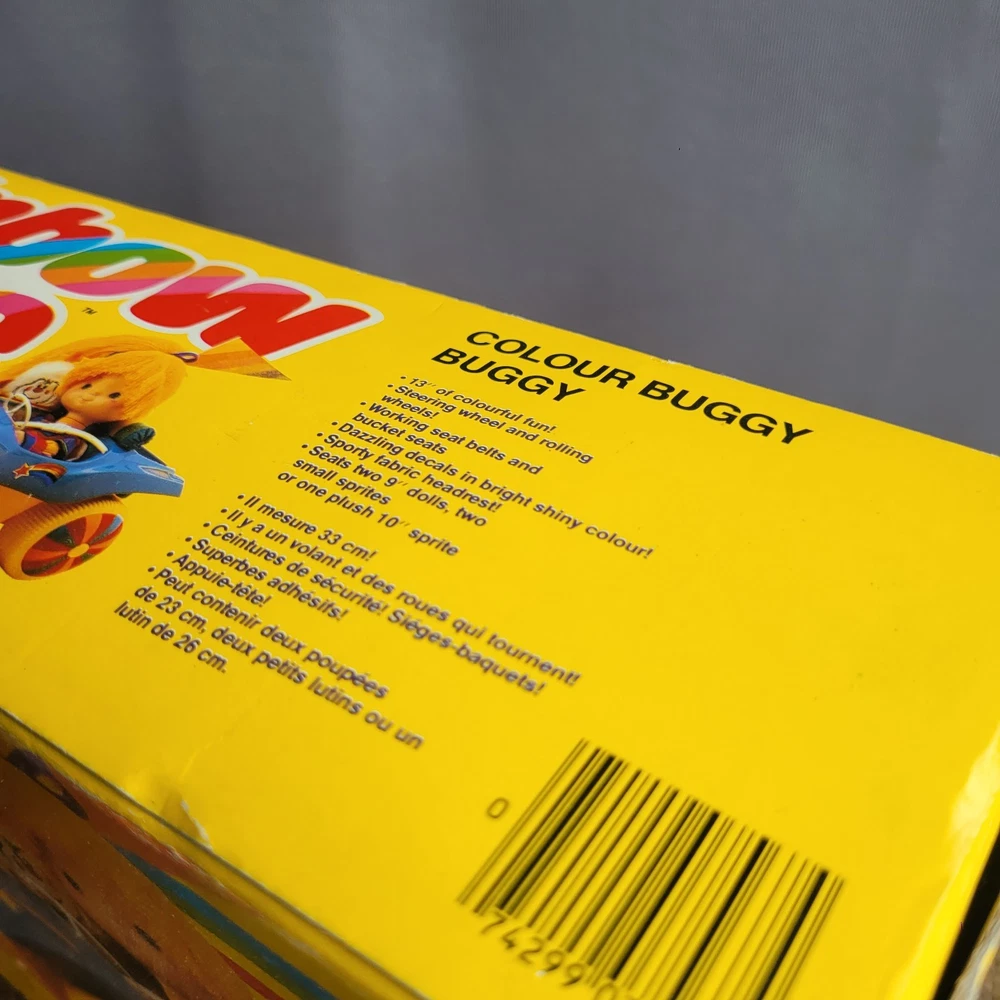 nbow
TM
COLOUR BUGGY
BUGGY
• 13″ of colourful fun!
• Steering wheel and rolling
wheels!
• Working seat belts and
bucket seats
• Dazzling decals in bright shiny colour!
• Sporty fabric headrest!
• Seats two 9″ dolls, two
small sprites
or one plush 10″ sprite
• Il mesure 33 cm!
• Il y a un volant et des roues qui tournent!
• Ceintures de sécurité! Sièges-baquets!
• Superbes adhésifs!
• Appuie-tête!
• Peut contenir deux poupées
de 23 cm, deux petits lutins ou un
lutin de 26 cm.
0
74299